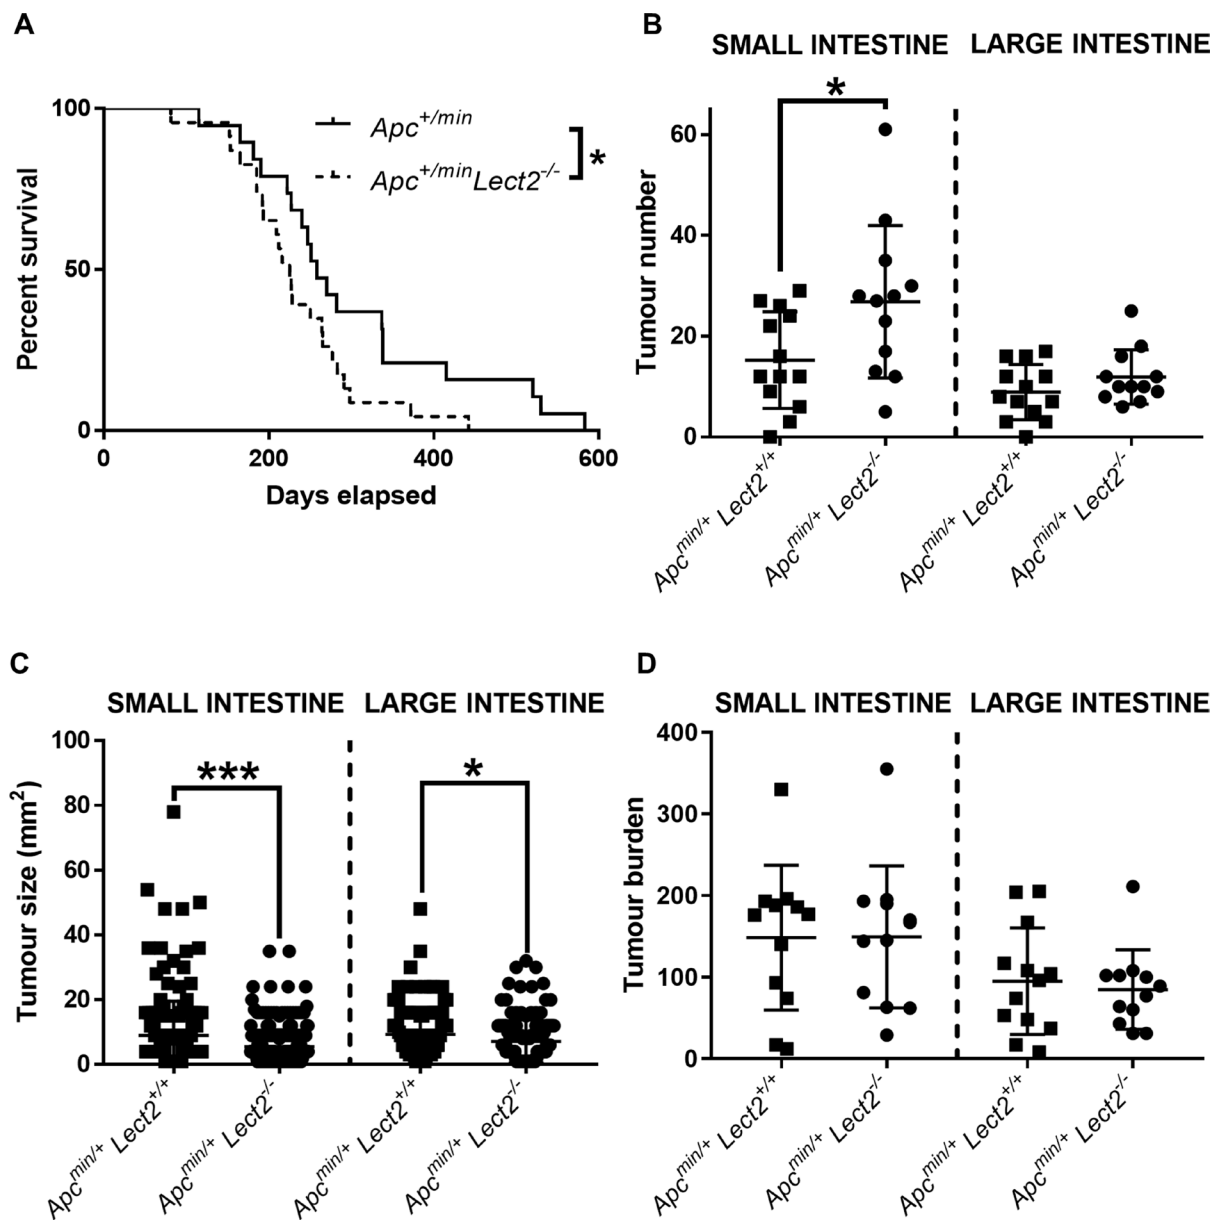 A
Percent survival
100
50
0
0 200 400 600
Days elapsed
Apc+/min
Apc+/minLect2-/-
*
B
SMALL INTESTINE LARGE INTESTINE
*
Tumour number
60
40
20
0
Apcmin/+ Lect2+/+
Apcmin/+ Lect2-/-
Apcmin/+ Lect2+/+
Apcmin/+ Lect2-/-
C
SMALL INTESTINE LARGE INTESTINE
***
*
Tumour size (mm2)
100
80
60
40
20
0
Apcmin/+ Lect2+/+
Apcmin/+ Lect2-/-
Apcmin/+ Lect2+/+
Apcmin/+ Lect2-/-
D
SMALL INTESTINE LARGE INTESTINE
Tumour burden
400
300
200
100
0
Apcmin/+ Lect2+/+
Apcmin/+ Lect2-/-
Apcmin/+ Lect2+/+
Apcmin/+ Lect2-/-